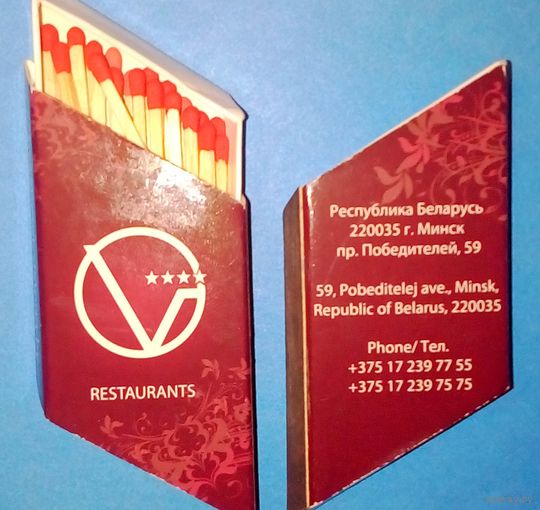 RESTAURANTS
Республика Беларусь
220035 г. Минск
пр. Победителей, 59
59, Pobeditelej ave., Minsk,
Republic of Belarus, 220035
Phone/ Тел.
+375 17 239 77 55
+375 17 239 75 75